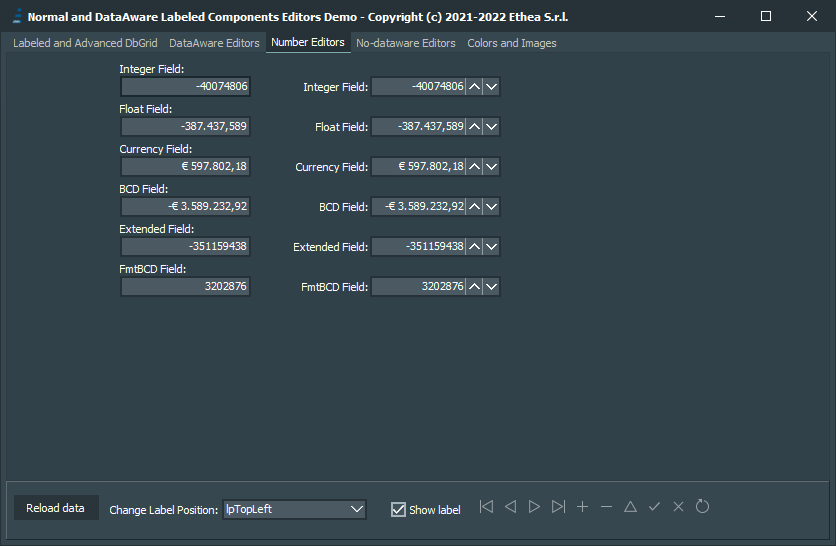 Normal and DataAware Labeled Components Editors Demo - Copyright (c) 2021-2022 Ethea S.r.l.
Labeled and Advanced DbGrid DataAware Editors Number Editors No-dataware Editors Colors and Images
Integer Field:
-40074806 Integer Field: -40074806
Float Field:
-387.437,589 Float Field: -387.437,589
Currency Field:
€ 597.802,18 Currency Field: € 597.802,18
BCD Field:
-€ 3.589.232,92 BCD Field: -€ 3.589.232,92
Extended Field:
-351159438 Extended Field: -351159438
FmtBCD Field:
3202876 FmtBCD Field: 3202876
Reload data Change Label Position: lpTopLeft Show label